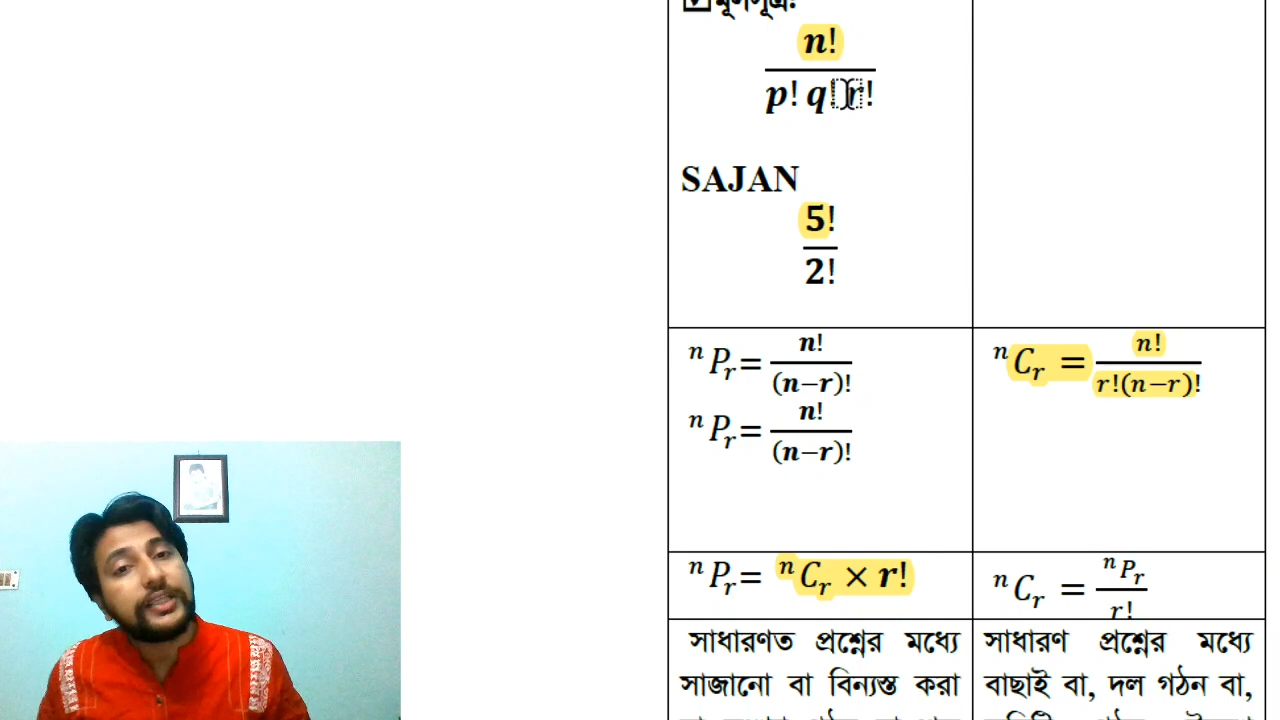 মূলসূত্র:
n!
p! q! r!
SAJAN
5!
2!
ⁿPᵣ= n!/(n−r)!
ⁿPᵣ= n!/(n−r)!
ⁿCᵣ = n!/r!(n−r)!
ⁿPᵣ= ⁿCᵣ × r!
ⁿCᵣ = ⁿPᵣ/r!
সাধারণত প্রশ্নের মধ্যে
সাজানো বা বিন্যস্ত করা
সাধারণ প্রশ্নের মধ্যে
বাছাই বা, দল গঠন বা,